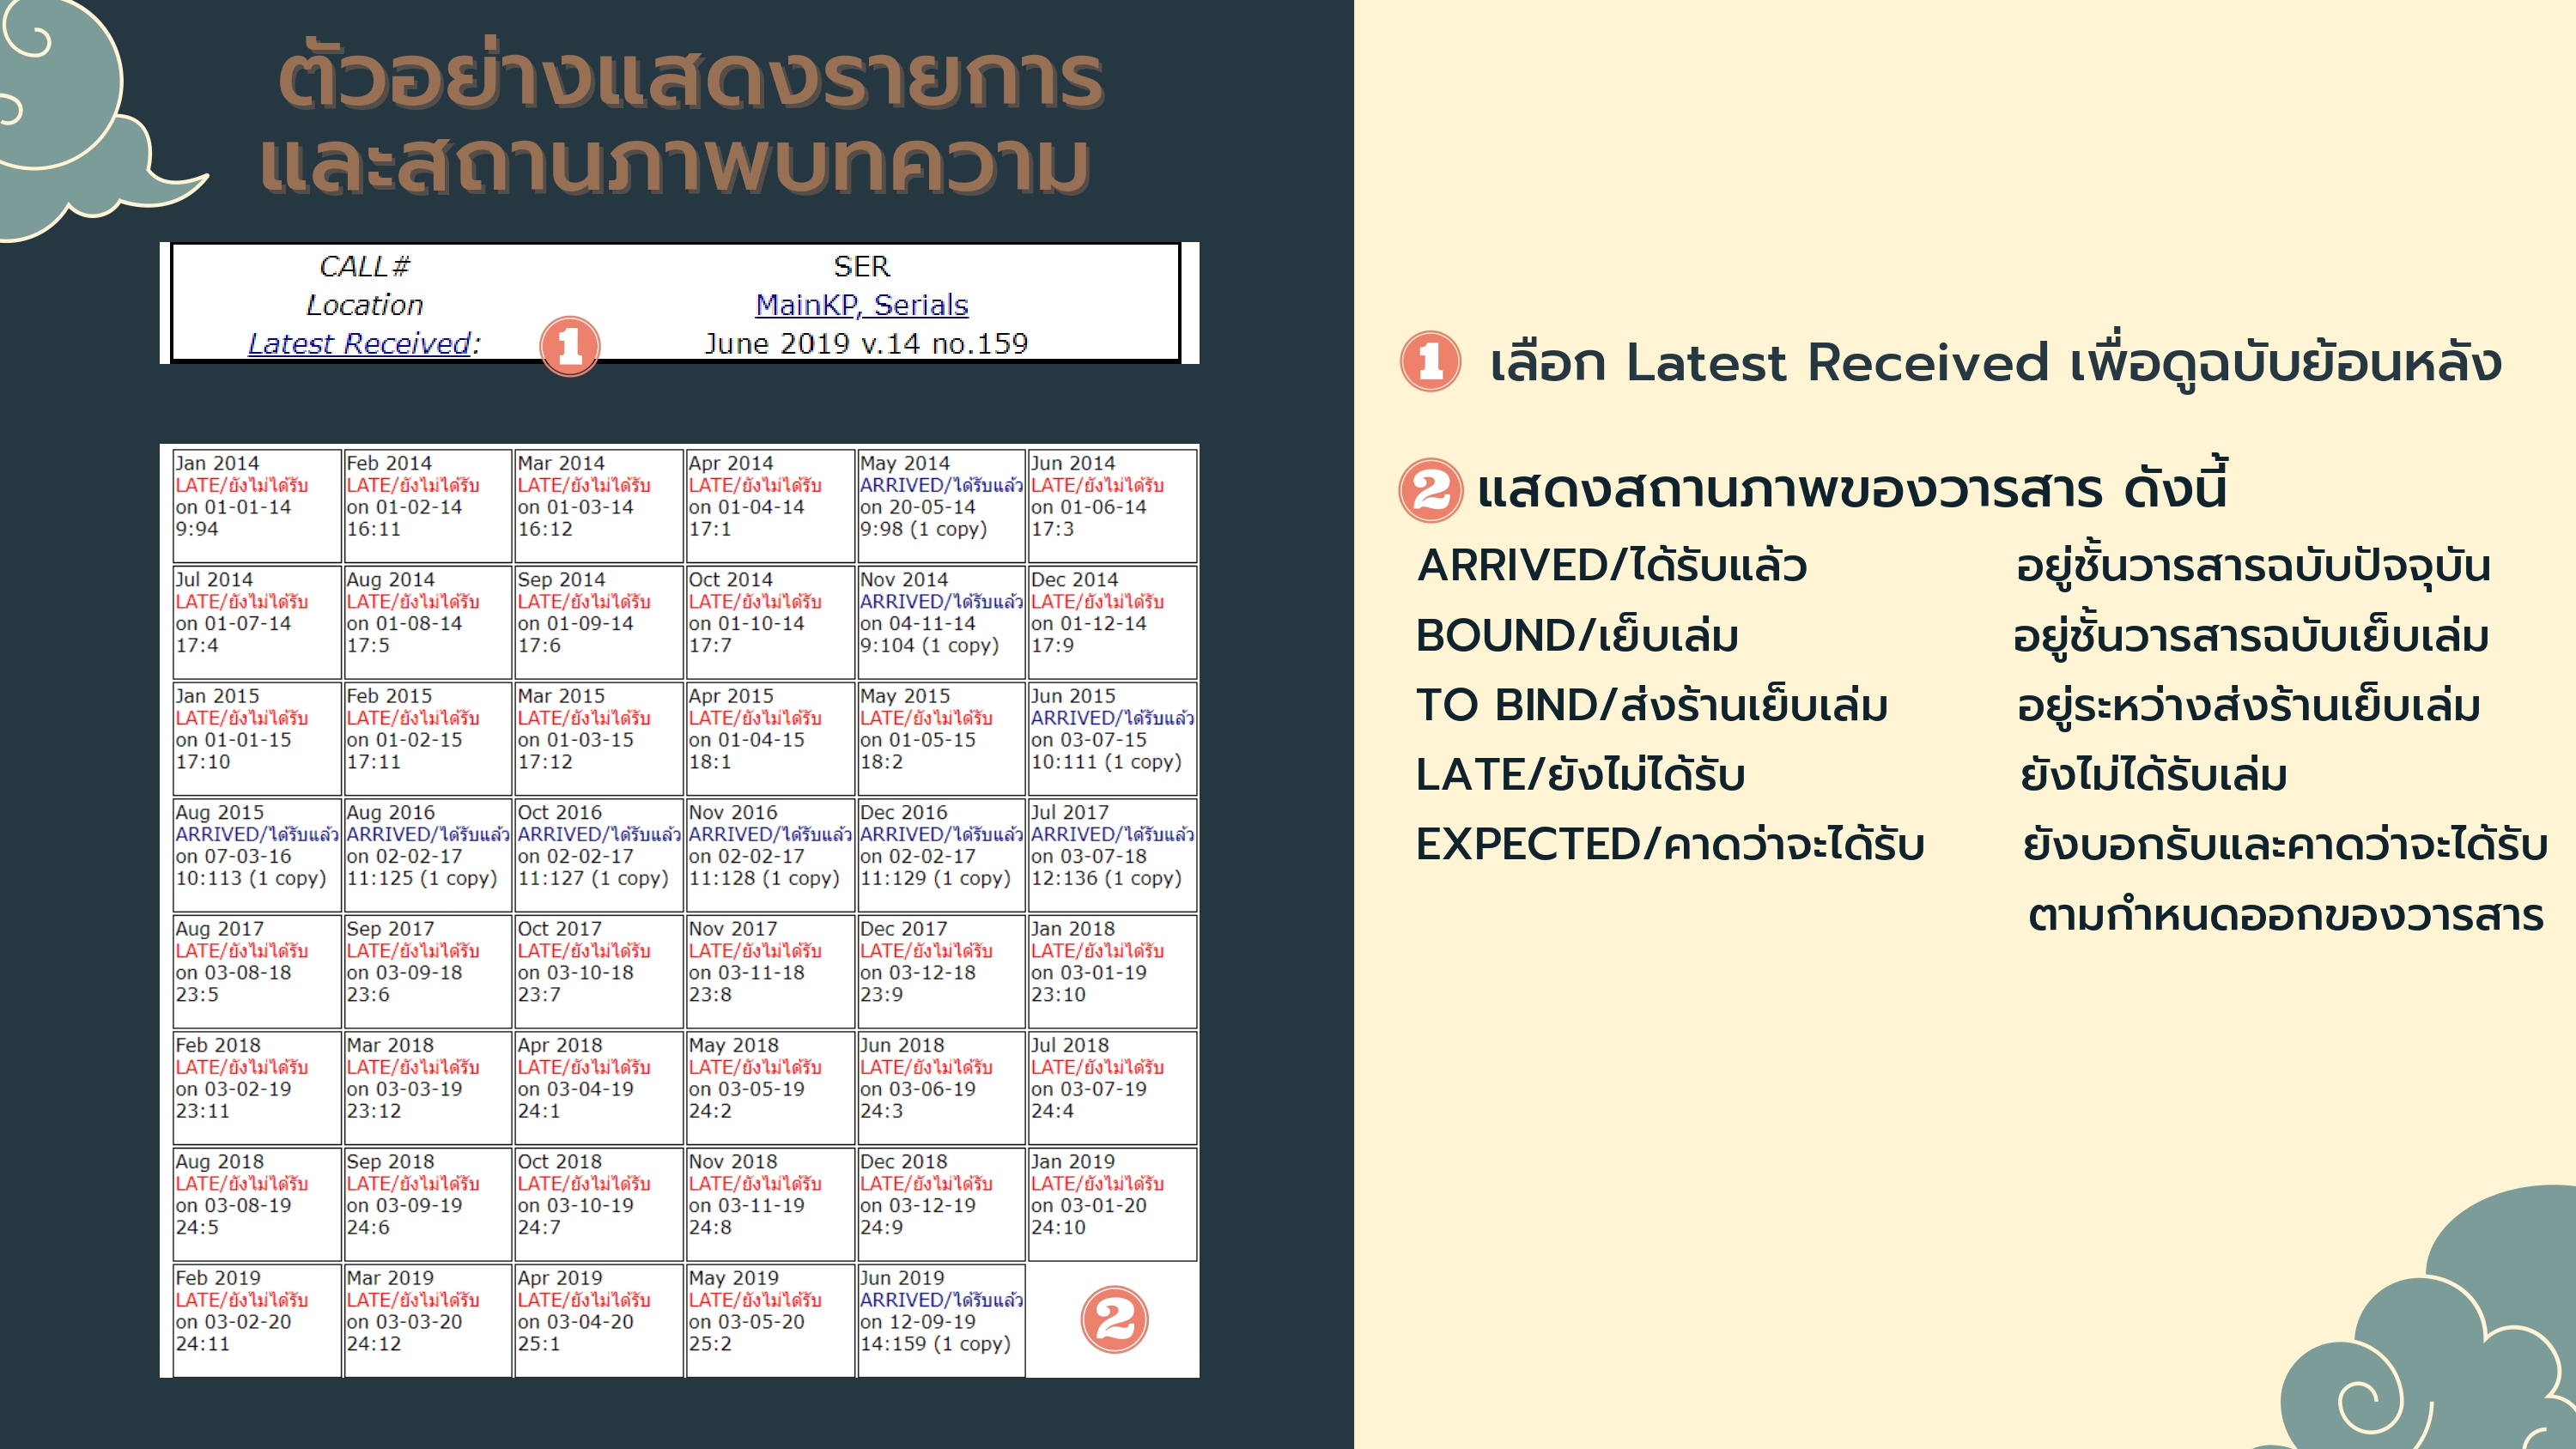 ตัวอย่างแสดงรายการ
และสถานภาพบทความ
CALL# SER
Location MainKP, Serials
Latest Received: 1 June 2019 v.14 no.159
Jan 2014 Feb 2014 Mar 2014 Apr 2014 May 2014 Jun 2014
LATE/ยังไม่ได้รับ LATE/ยังไม่ได้รับ LATE/ยังไม่ได้รับ LATE/ยังไม่ได้รับ ARRIVED/ได้รับแล้ว LATE/ยังไม่ได้รับ
on 01-01-14 on 01-02-14 on 01-03-14 on 01-04-14 on 20-05-14 on 01-06-14
9:94 16:11 16:12 17:1 9:98 (1 copy) 17:3
Jul 2014 Aug 2014 Sep 2014 Oct 2014 Nov 2014 Dec 2014
LATE/ยังไม่ได้รับ LATE/ยังไม่ได้รับ LATE/ยังไม่ได้รับ LATE/ยังไม่ได้รับ ARRIVED/ได้รับแล้ว LATE/ยังไม่ได้รับ
on 01-07-14 on 01-08-14 on 01-09-14 on 01-10-14 on 04-11-14 on 01-12-14
17:4 17:5 17:6 17:7 9:104 (1 copy) 17:9
Jan 2015 Feb 2015 Mar 2015 Apr 2015 May 2015 Jun 2015
LATE/ยังไม่ได้รับ LATE/ยังไม่ได้รับ LATE/ยังไม่ได้รับ LATE/ยังไม่ได้รับ LATE/ยังไม่ได้รับ ARRIVED/ได้รับแล้ว
on 01-01-15 on 01-02-15 on 01-03-15 on 01-04-15 on 01-05-15 on 03-07-15
17:10 17:11 17:12 18:1 18:2 10:111 (1 copy)
Aug 2015 Aug 2016 Oct 2016 Nov 2016 Dec 2016 Jul 2017
ARRIVED/ได้รับแล้ว ARRIVED/ได้รับแล้ว ARRIVED/ได้รับแล้ว ARRIVED/ได้รับแล้ว ARRIVED/ได้รับแล้ว ARRIVED/ได้รับแล้ว
on 07-03-16 on 02-02-17 on 02-02-17 on 02-02-17 on 02-02-17 on 03-07-18
10:113 (1 copy) 11:125 (1 copy) 11:127 (1 copy) 11:128 (1 copy) 11:129 (1 copy) 12:136 (1 copy)
Aug 2017 Sep 2017 Oct 2017 Nov 2017 Dec 2017 Jan 2018
LATE/ยังไม่ได้รับ LATE/ยังไม่ได้รับ LATE/ยังไม่ได้รับ LATE/ยังไม่ได้รับ LATE/ยังไม่ได้รับ LATE/ยังไม่ได้รับ
on 03-08-18 on 03-09-18 on 03-10-18 on 03-11-18 on 03-12-18 on 03-01-19
23:5 23:6 23:7 23:8 23:9 23:10
Feb 2018 Mar 2018 Apr 2018 May 2018 Jun 2018 Jul 2018
LATE/ยังไม่ได้รับ LATE/ยังไม่ได้รับ LATE/ยังไม่ได้รับ LATE/ยังไม่ได้รับ LATE/ยังไม่ได้รับ LATE/ยังไม่ได้รับ
on 03-02-19 on 03-03-19 on 03-04-19 on 03-05-19 on 03-06-19 on 03-07-19
23:11 23:12 24:1 24:2 24:3 24:4
Aug 2018 Sep 2018 Oct 2018 Nov 2018 Dec 2018 Jan 2019
LATE/ยังไม่ได้รับ LATE/ยังไม่ได้รับ LATE/ยังไม่ได้รับ LATE/ยังไม่ได้รับ LATE/ยังไม่ได้รับ LATE/ยังไม่ได้รับ
on 03-08-19 on 03-09-19 on 03-10-19 on 03-11-19 on 03-12-19 on 03-01-20
24:5 24:6 24:7 24:8 24:9 24:10
Feb 2019 Mar 2019 Apr 2019 May 2019 Jun 2019
LATE/ยังไม่ได้รับ LATE/ยังไม่ได้รับ LATE/ยังไม่ได้รับ LATE/ยังไม่ได้รับ ARRIVED/ได้รับแล้ว
on 03-02-20 on 03-03-20 on 03-04-20 on 03-05-20 on 12-09-19 2
24:11 24:12 25:1 25:2 14:159 (1 copy)
1 เลือก Latest Received เพื่อดูฉบับย้อนหลัง
2 แสดงสถานภาพของวารสาร ดังนี้
ARRIVED/ได้รับแล้ว อยู่ชั้นวารสารฉบับปัจจุบัน
BOUND/เย็บเล่ม อยู่ชั้นวารสารฉบับเย็บเล่ม
TO BIND/ส่งร้านเย็บเล่ม อยู่ระหว่างส่งร้านเย็บเล่ม
LATE/ยังไม่ได้รับ ยังไม่ได้รับเล่ม
EXPECTED/คาดว่าจะได้รับ ยังบอกรับและคาดว่าจะได้รับ
ตามกำหนดออกของวารสาร